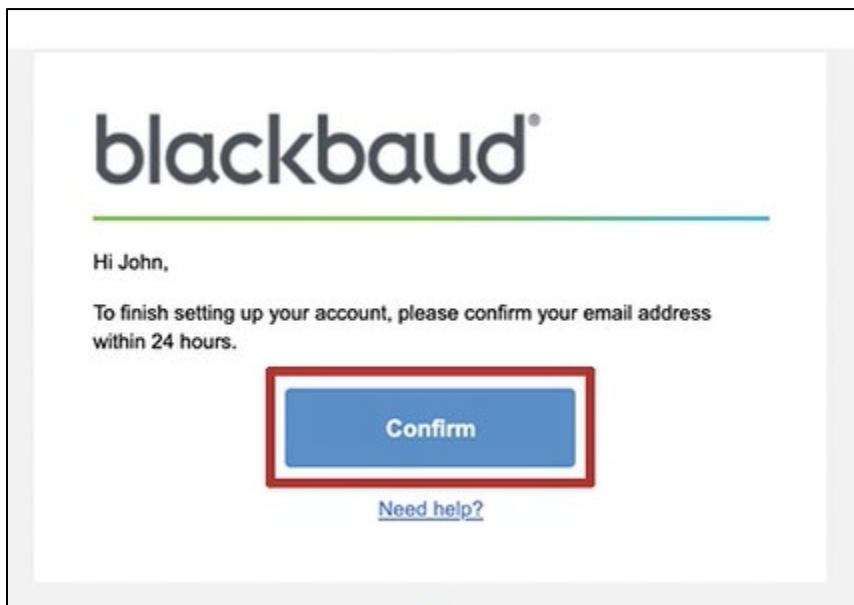 blackbaud®
Hi John,
To finish setting up your account, please confirm your email address
within 24 hours.
Confirm
Need help?